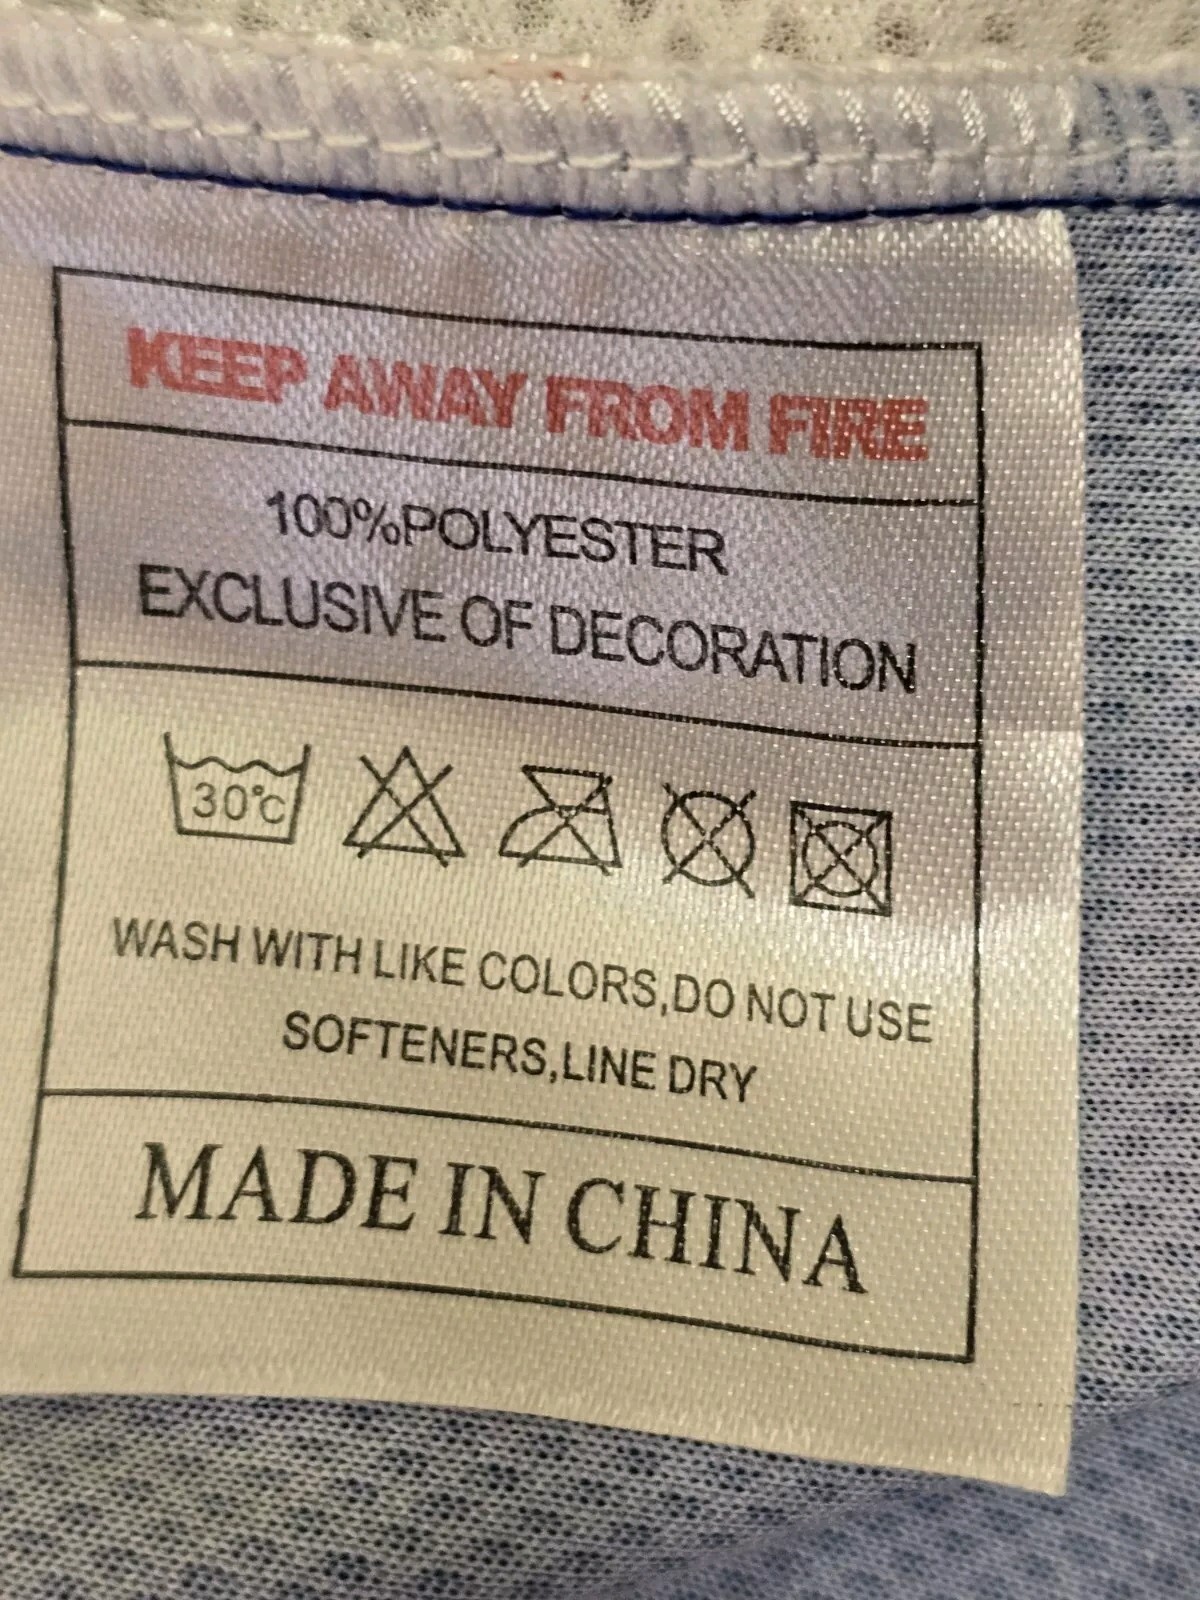 KEEP AWAY FROM FIRE
100%POLYESTER
EXCLUSIVE OF DECORATION
30°C
WASH WITH LIKE COLORS,DO NOT USE
SOFTENERS,LINE DRY
MADE IN CHINA